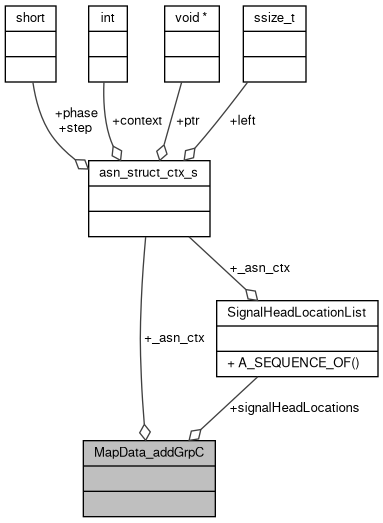 short
int
void *
ssize_t
+phase
+step
+context
+ptr
+left
asn_struct_ctx_s
+_asn_ctx
SignalHeadLocationList
+ A_SEQUENCE_OF()
+_asn_ctx
+signalHeadLocations
MapData_addGrpC